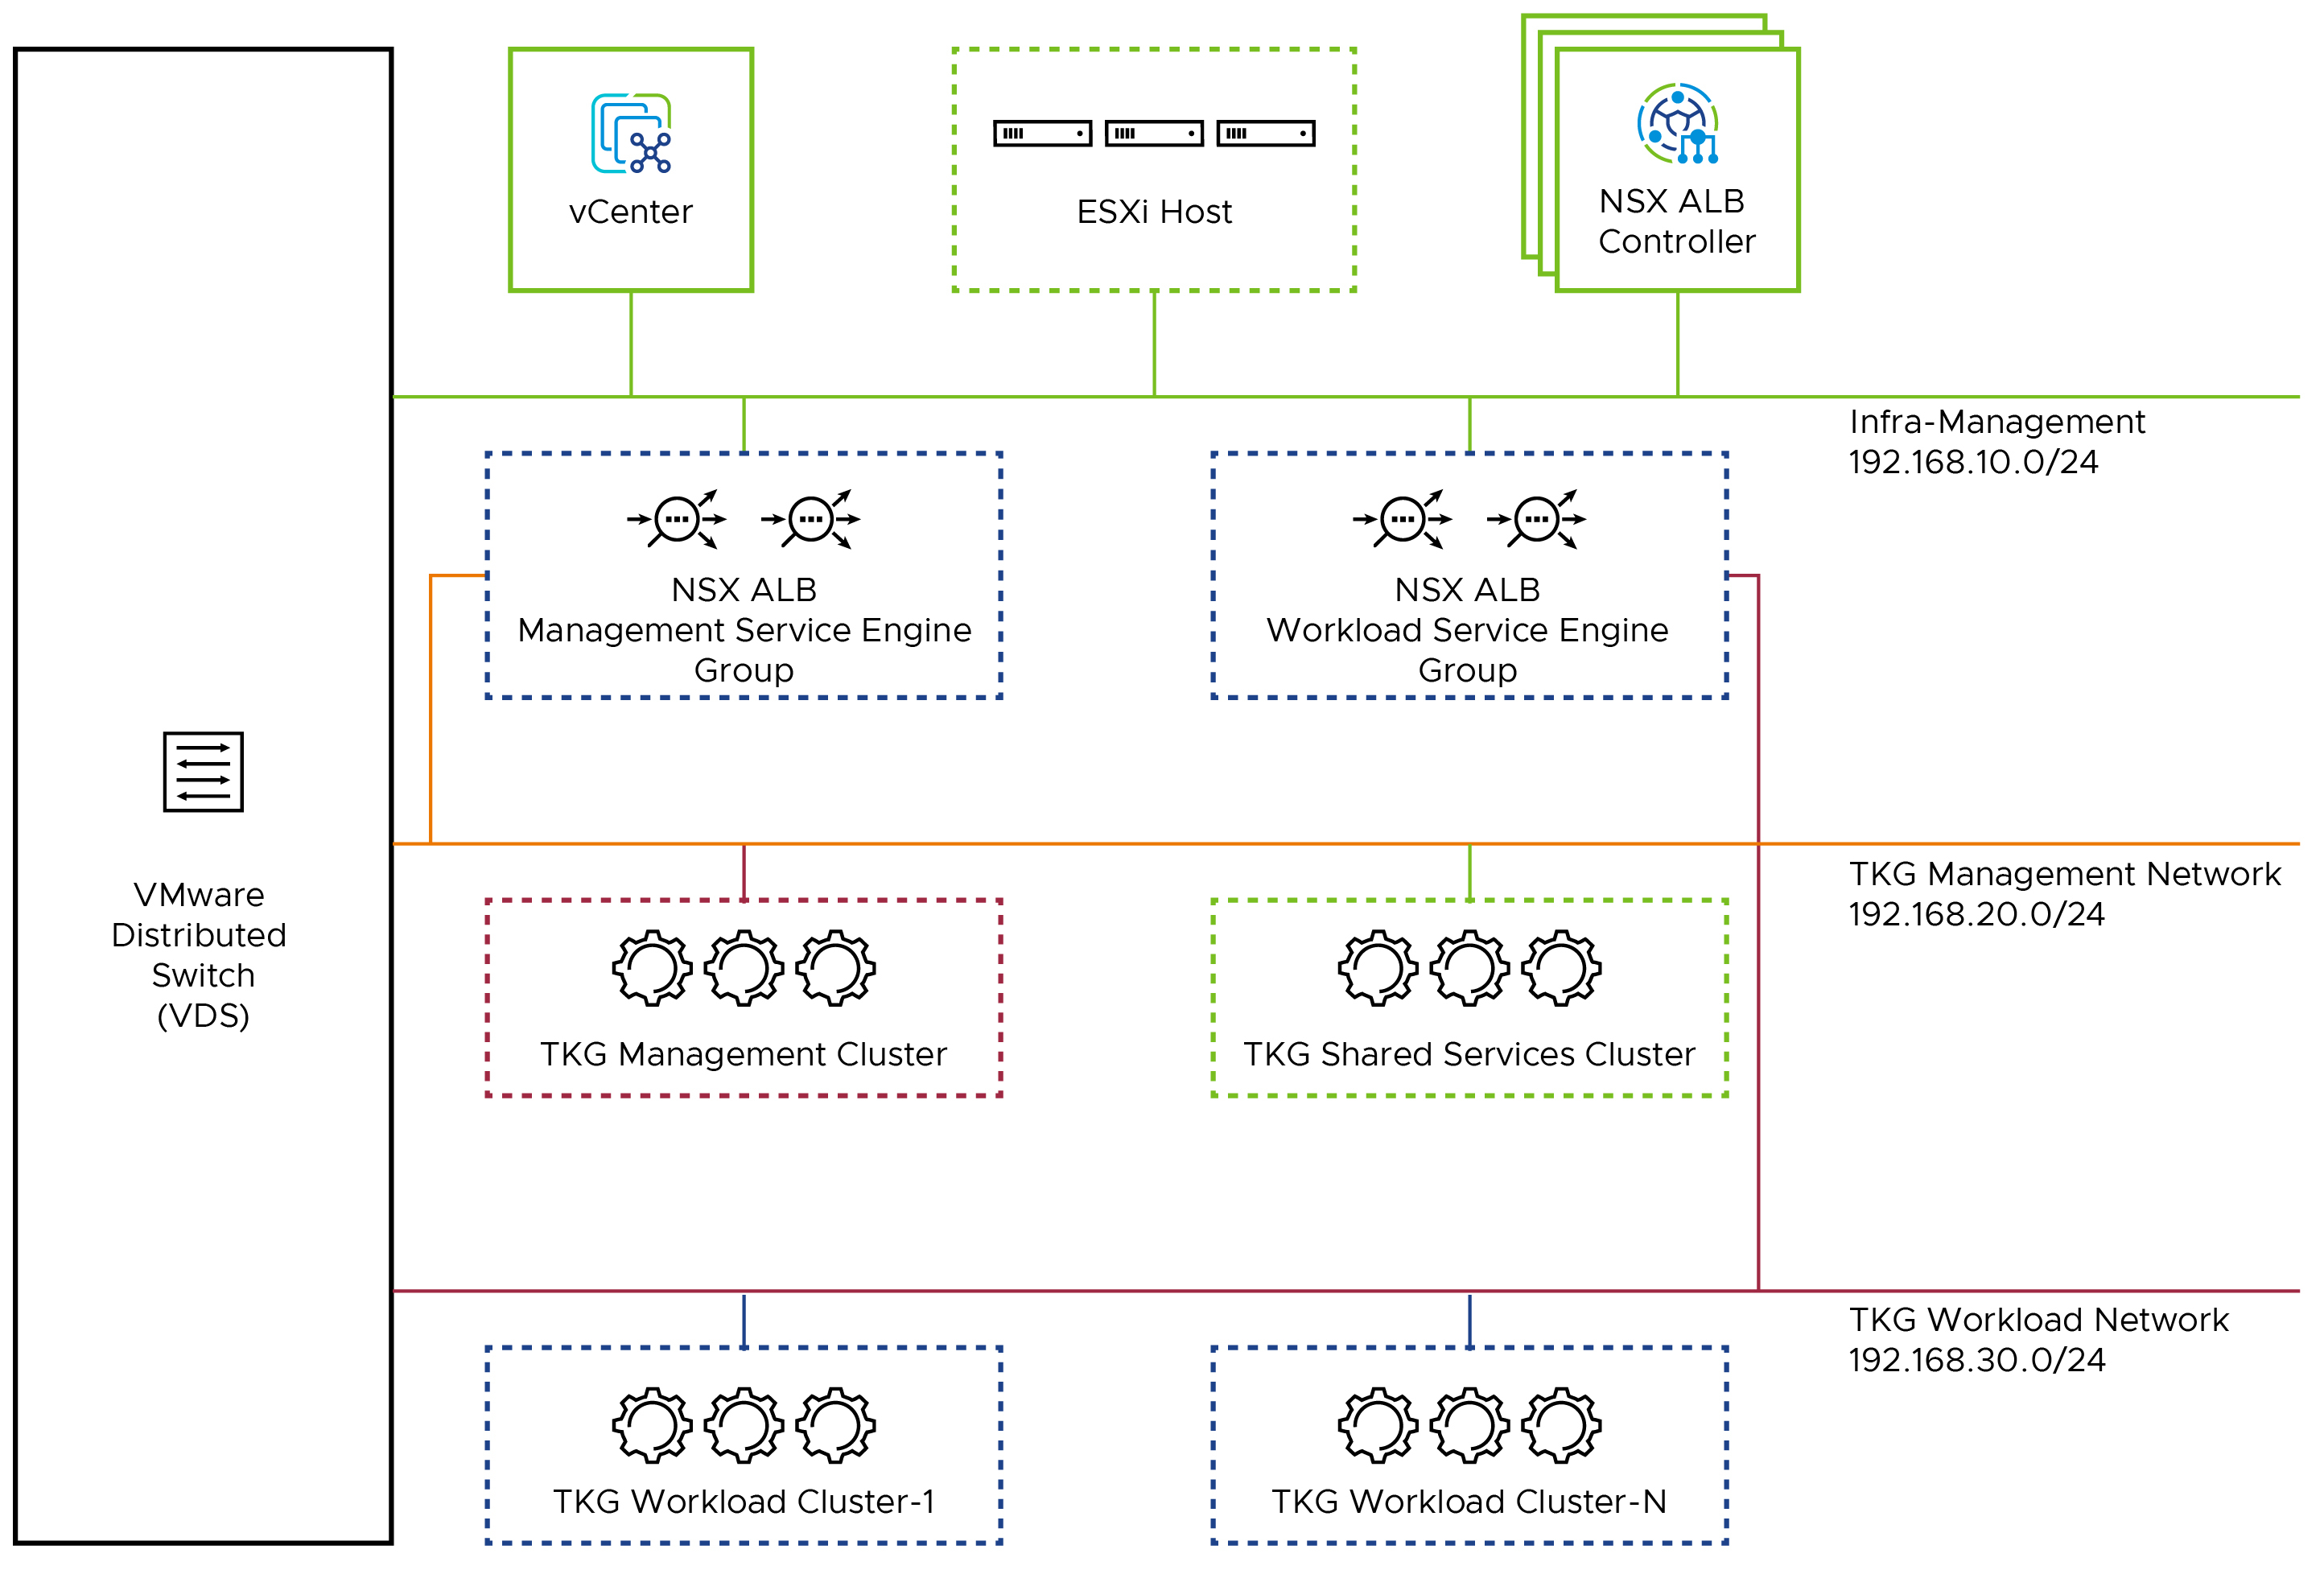 vCenter
ESXi Host
NSX ALB
Controller
Infra-Management
192.168.10.0/24
NSX ALB
Management Service Engine
Group
NSX ALB
Workload Service Engine
Group
VMware
Distributed
Switch
(VDS)
TKG Management Network
192.168.20.0/24
TKG Management Cluster
TKG Shared Services Cluster
TKG Workload Network
192.168.30.0/24
TKG Workload Cluster-1
TKG Workload Cluster-N